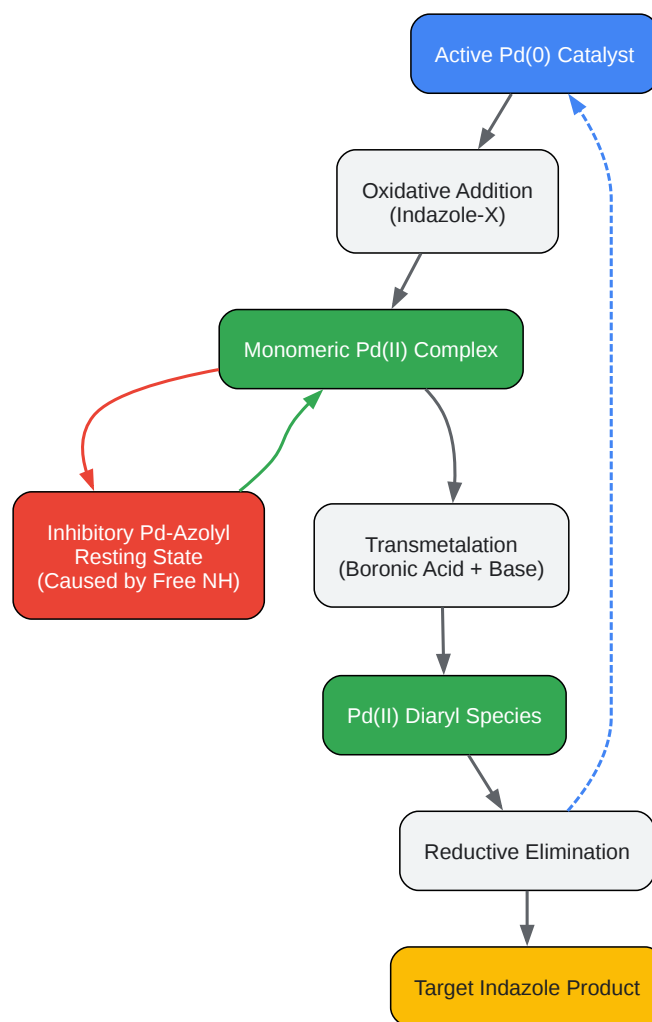 Active Pd(0) Catalyst
Oxidative Addition
(Indazole-X)
Monomeric Pd(II) Complex
Inhibitory Pd-Azolyl
Resting State
(Caused by Free NH)
Transmetalation
(Boronic Acid + Base)
Pd(II) Diaryl Species
Reductive Elimination
Target Indazole Product